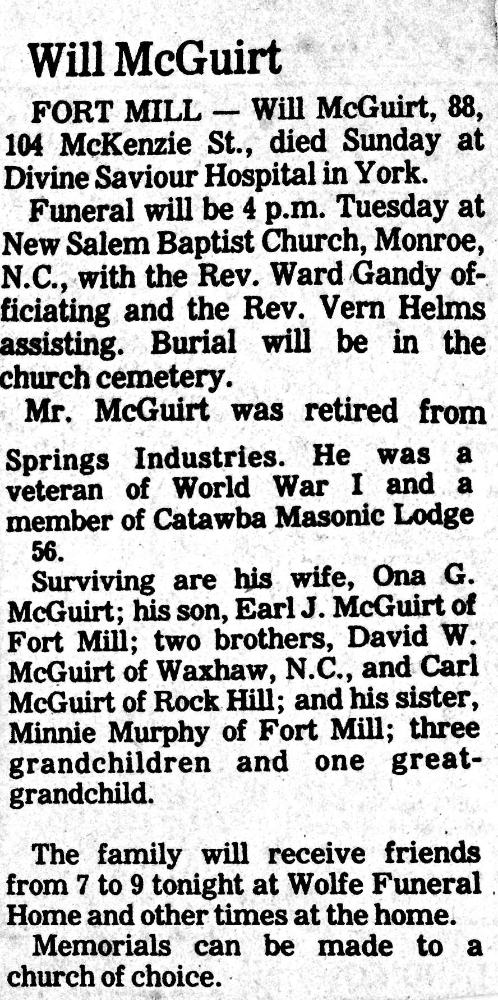 Will McGuirt
FORT MILL — Will McGuirt, 88,
104 McKenzie St., died Sunday at
Divine Saviour Hospital in York.
Funeral will be 4 p.m. Tuesday at
New Salem Baptist Church, Monroe,
N.C., with the Rev. Ward Gandy of-
ficiating and the Rev. Vern Helms
assisting. Burial will be in the
church cemetery.
Mr. McGuirt was retired from
Springs Industries. He was a
veteran of World War I and a
member of Catawba Masonic Lodge
56.
Surviving are his wife, Ona G.
McGuirt; his son, Earl J. McGuirt of
Fort Mill; two brothers, David W.
McGuirt of Waxhaw, N.C., and Carl
McGuirt of Rock Hill; and his sister,
Minnie Murphy of Fort Mill; three
grandchildren and one great-
grandchild.
The family will receive friends
from 7 to 9 tonight at Wolfe Funeral
Home and other times at the home.
Memorials can be made to a
church of choice.